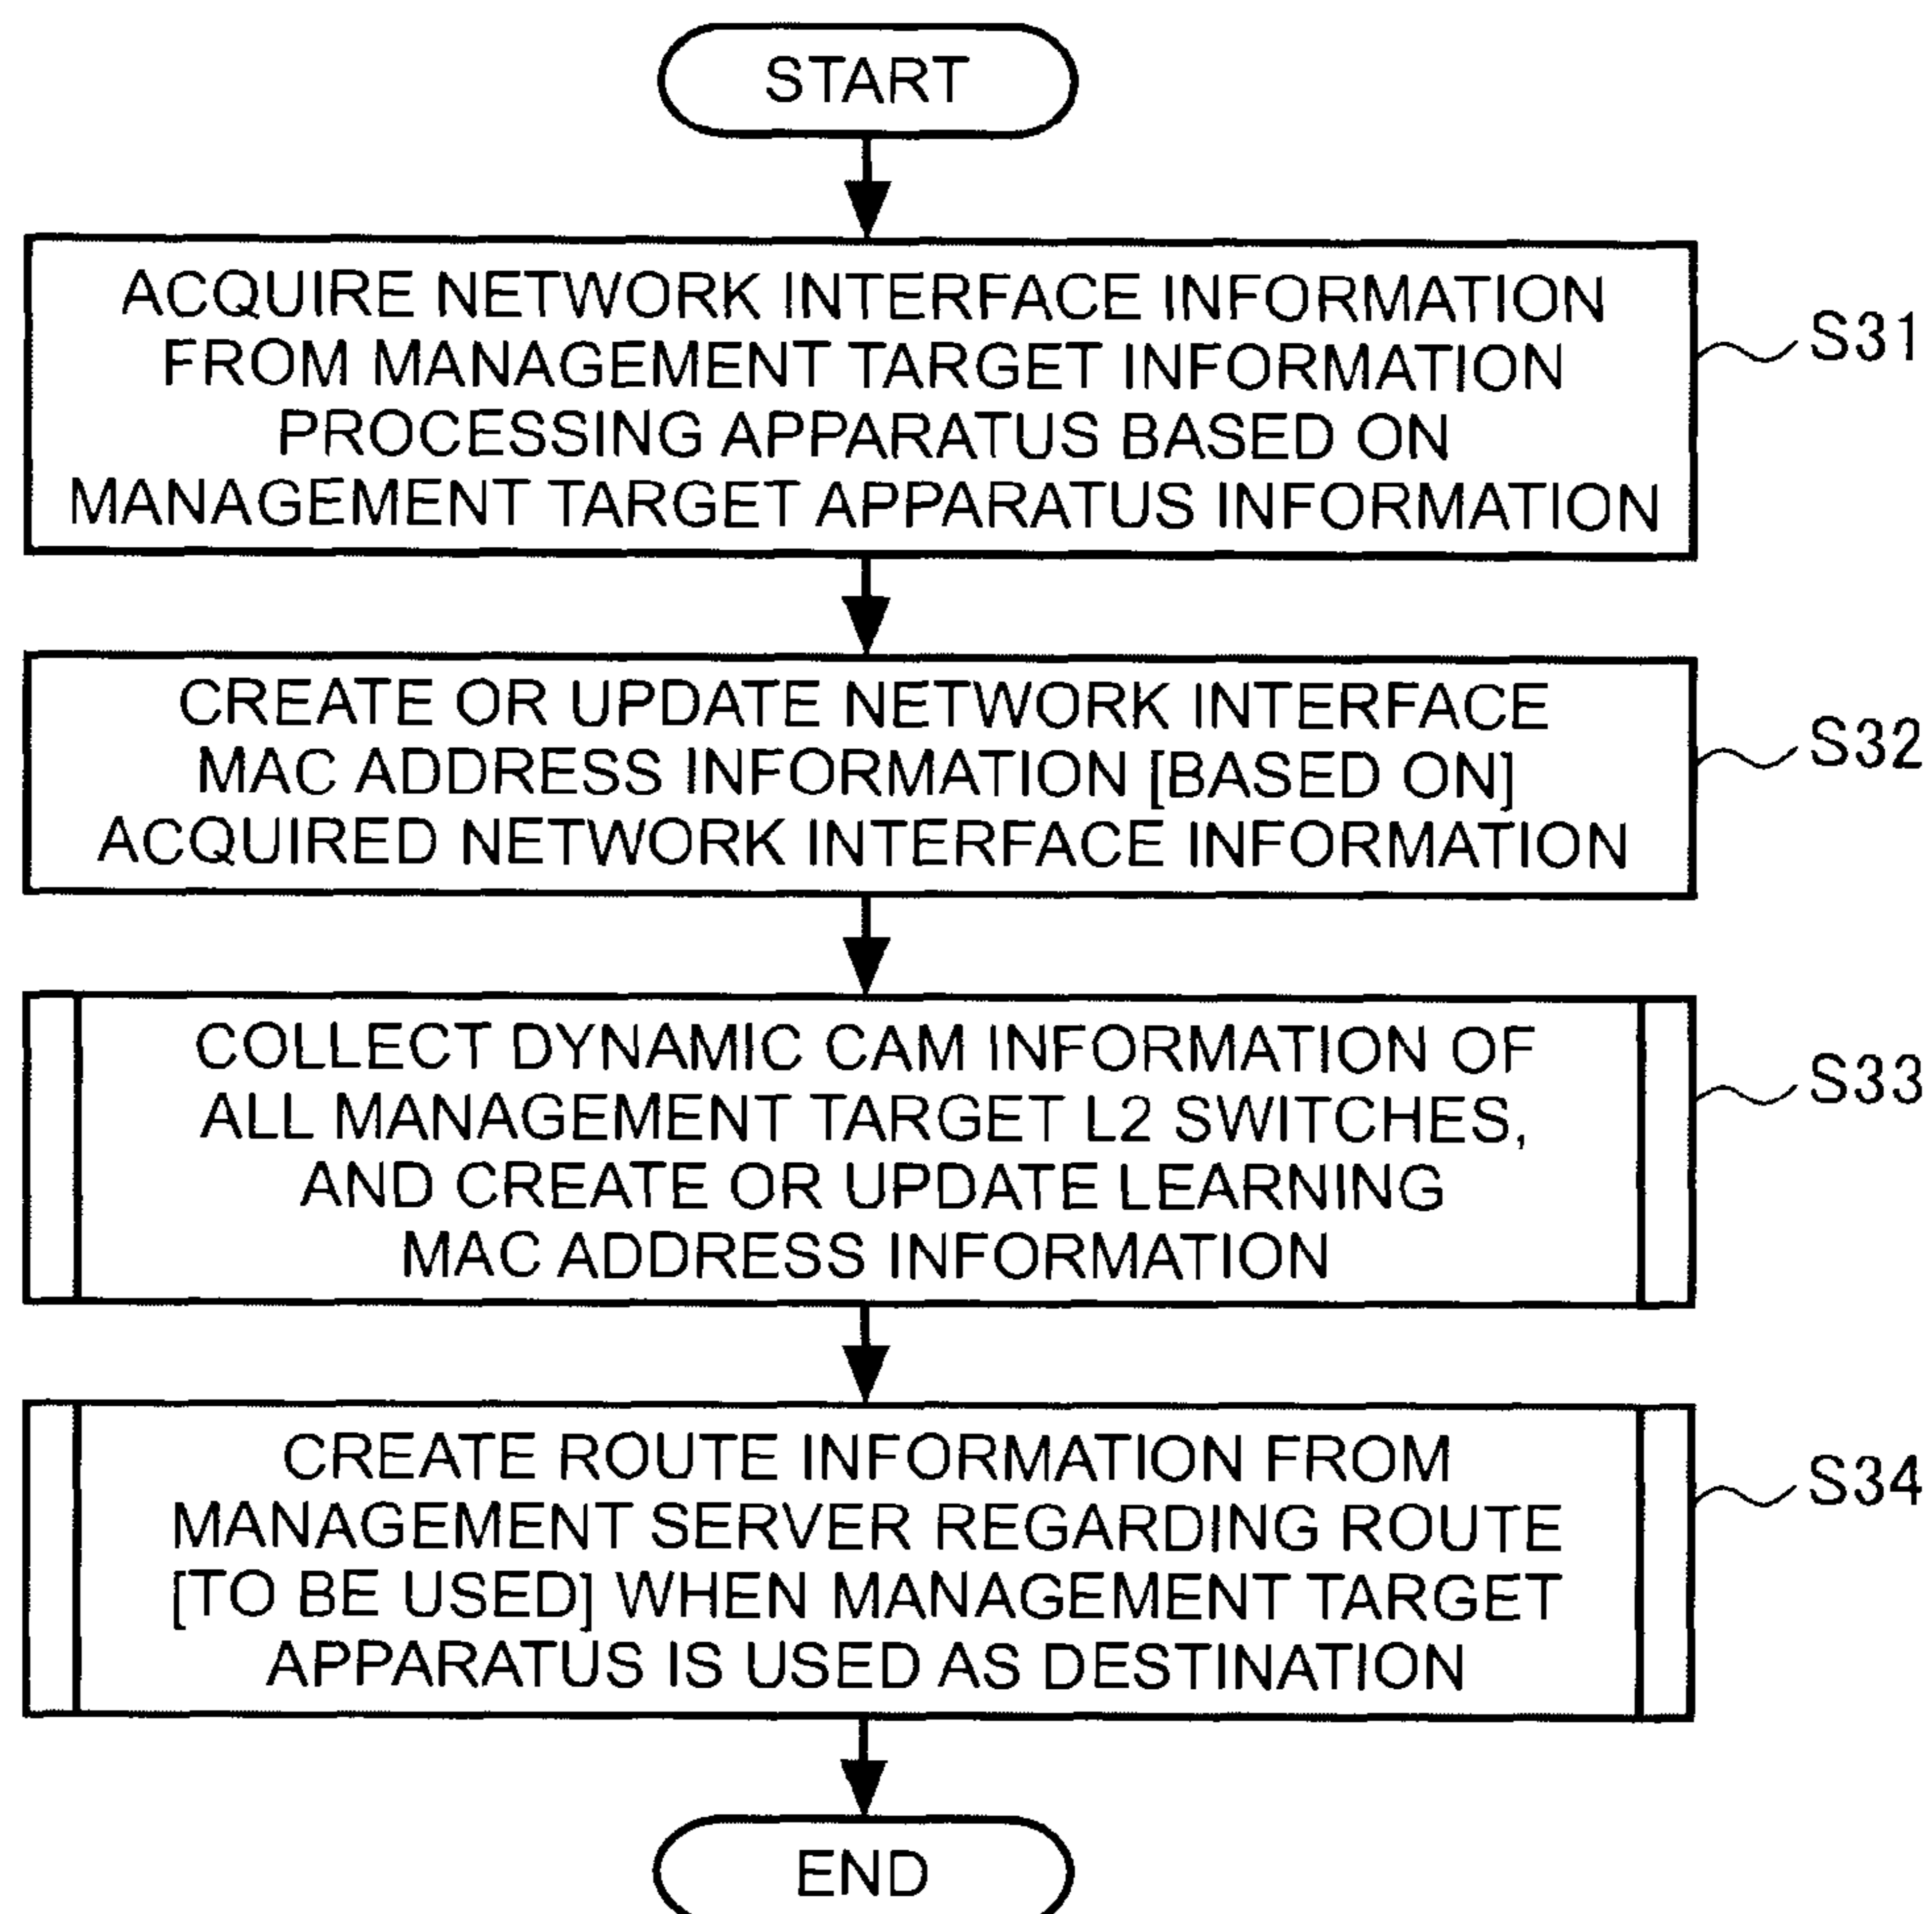 START
ACQUIRE NETWORK INTERFACE INFORMATION
FROM MANAGEMENT TARGET INFORMATION
PROCESSING APPARATUS BASED ON
MANAGEMENT TARGET APPARATUS INFORMATION
S31
CREATE OR UPDATE NETWORK INTERFACE
MAC ADDRESS INFORMATION [BASED ON]
ACQUIRED NETWORK INTERFACE INFORMATION
S32
COLLECT DYNAMIC CAM INFORMATION OF
ALL MANAGEMENT TARGET L2 SWITCHES,
AND CREATE OR UPDATE LEARNING
MAC ADDRESS INFORMATION
S33
CREATE ROUTE INFORMATION FROM
MANAGEMENT SERVER REGARDING ROUTE
[TO BE USED] WHEN MANAGEMENT TARGET
APPARATUS IS USED AS DESTINATION
S34
END